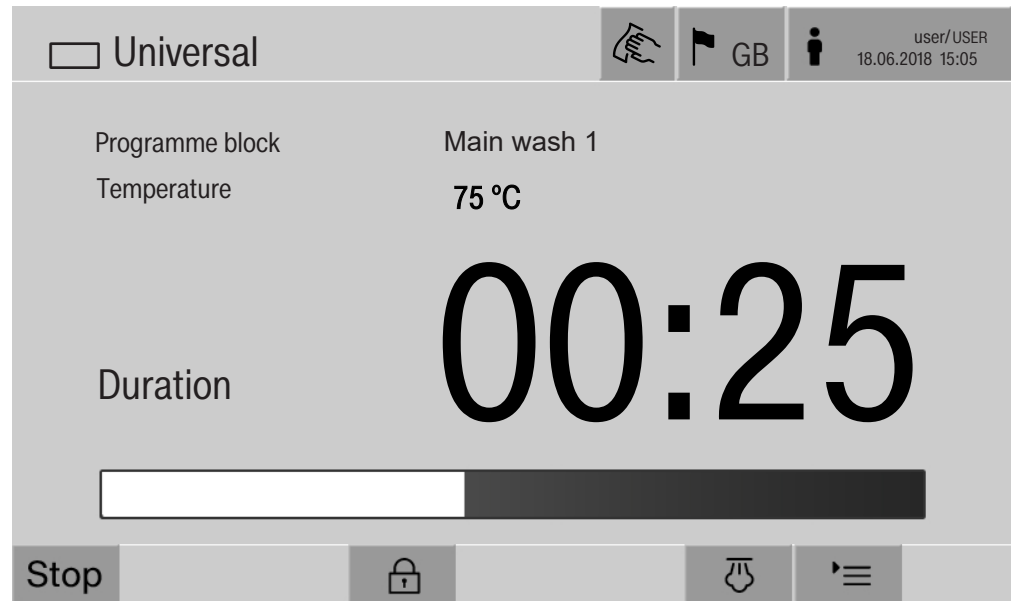 Universal
GB
user/USER
18.06.2018 15:05
Programme block Main wash 1
Temperature 75 ºC
Duration 00:25
Stop